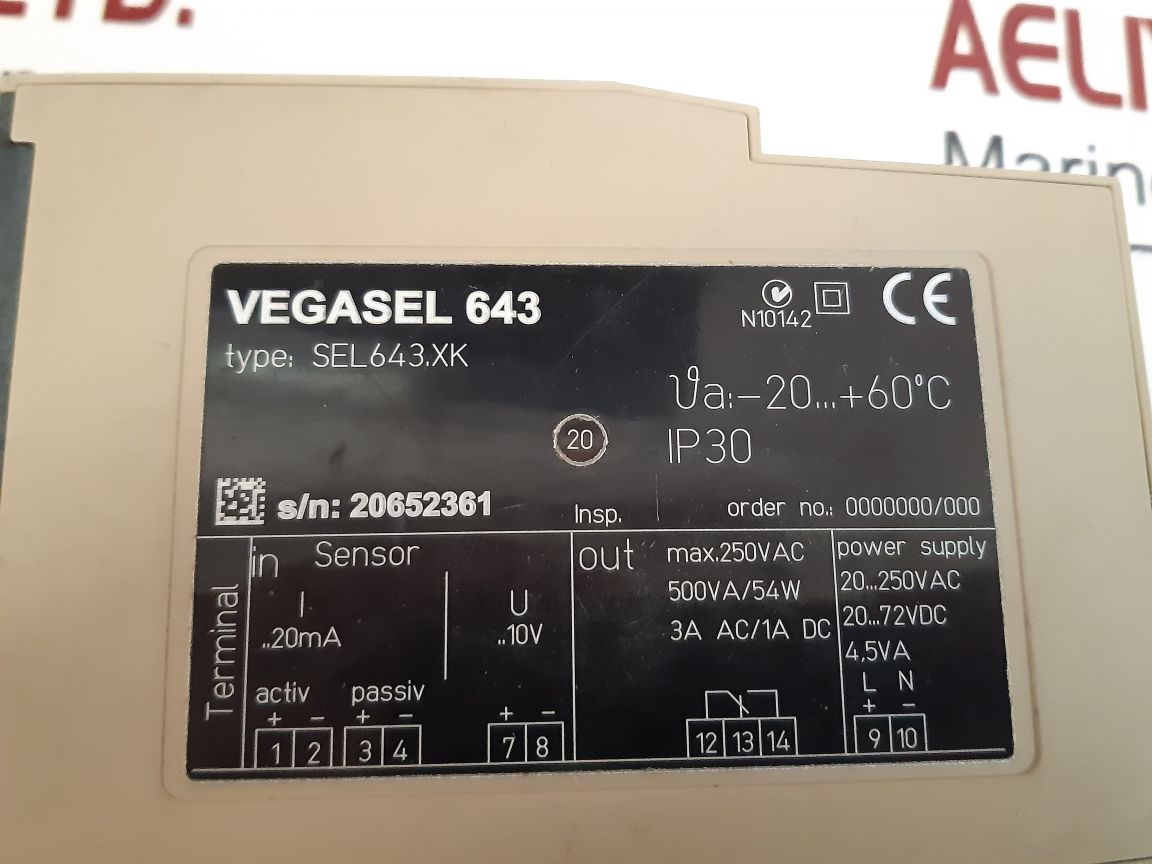 TD.
AELM
Marin
VEGASEL 643
type: SEL643.XK
N10142
CE
ϑa:-20...+60°C
20
IP30
s/n: 20652361
Insp.
order no.: 0000000/000
Terminal
in Sensor
I
..20mA
U
..10V
activ passiv
+ - + - + -
1 2 3 4 7 8
out max.250VAC
500VA/54W
3A AC/1A DC
12 13 14
power supply
20...250VAC
20...72VDC
4,5VA
L N
+ -
9 10